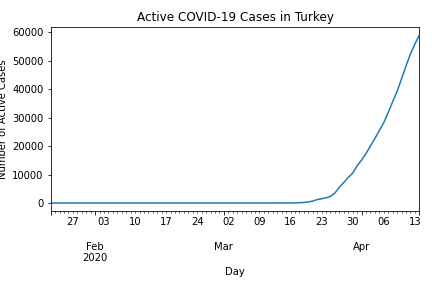 Active COVID-19 Cases in Turkey
60000
50000
40000
30000
20000
10000
0
Number of Active Cases
27 03 10 17 24 02 09 16 23 30 06 13
Feb Mar Apr
2020
Day